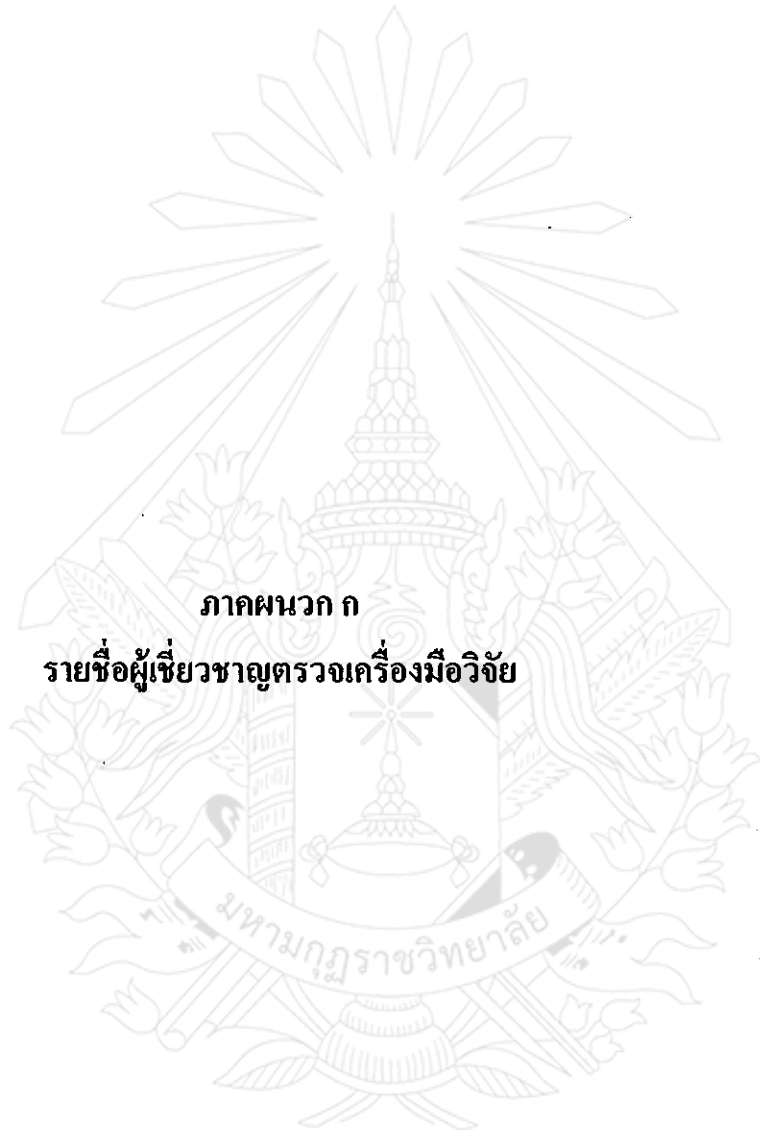 ภาคผนวก ก
รายชื่อผู้เชี่ยวชาญตรวจเครื่องมือวิจัย
มหามกุฏราชวิทยาลัย